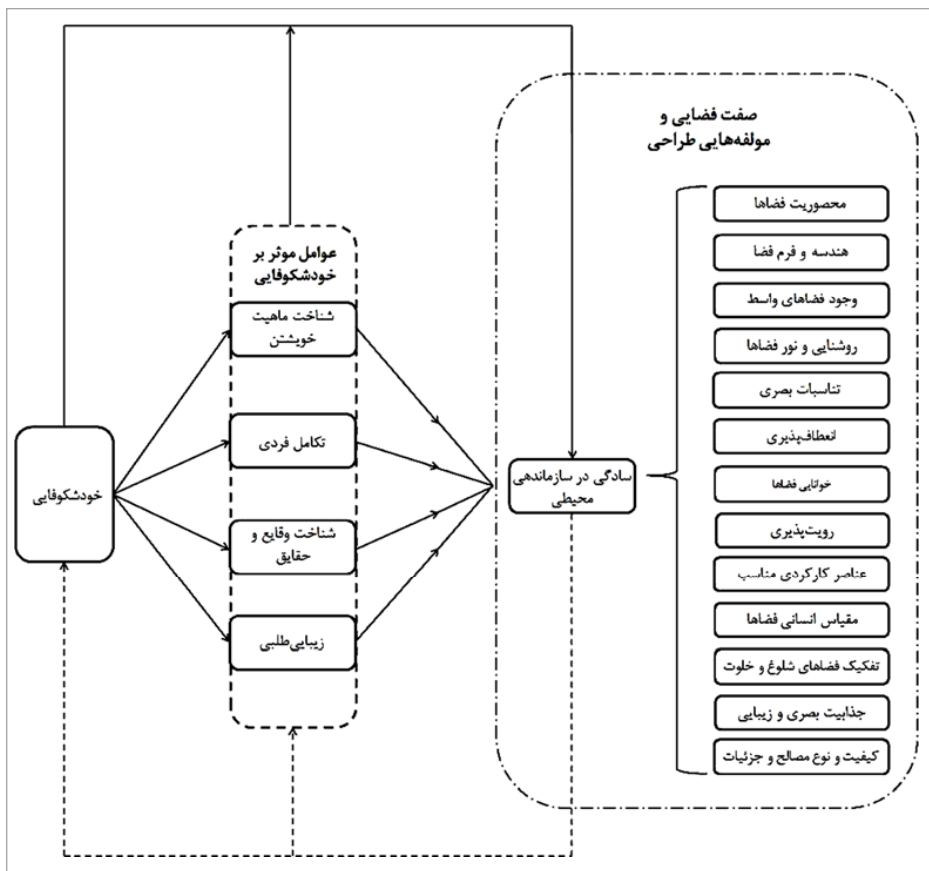 صفت فضایی و
مولفه‌هایی طراحی
محصوریت فضاها
هندسه و فرم فضا
وجود فضاهای واسط
روشنایی و نور فضاها
تناسبات بصری
انعطاف‌پذیری
خوانایی فضاها
رویت‌پذیری
عناصر کارکردی مناسب
مقیاس انسانی فضاها
تفکیک فضاهای شلوغ و خلوت
جذابیت بصری و زیبایی
کیفیت و نوع مصالح و جزئیات
سادگی در سازماندهی
محیطی
عوامل موثر بر
خودشکوفایی
شناخت ماهیت
خویشتن
تکامل فردی
شناخت وقایع و
حقایق
زیبایی‌طلبی
خودشکوفایی